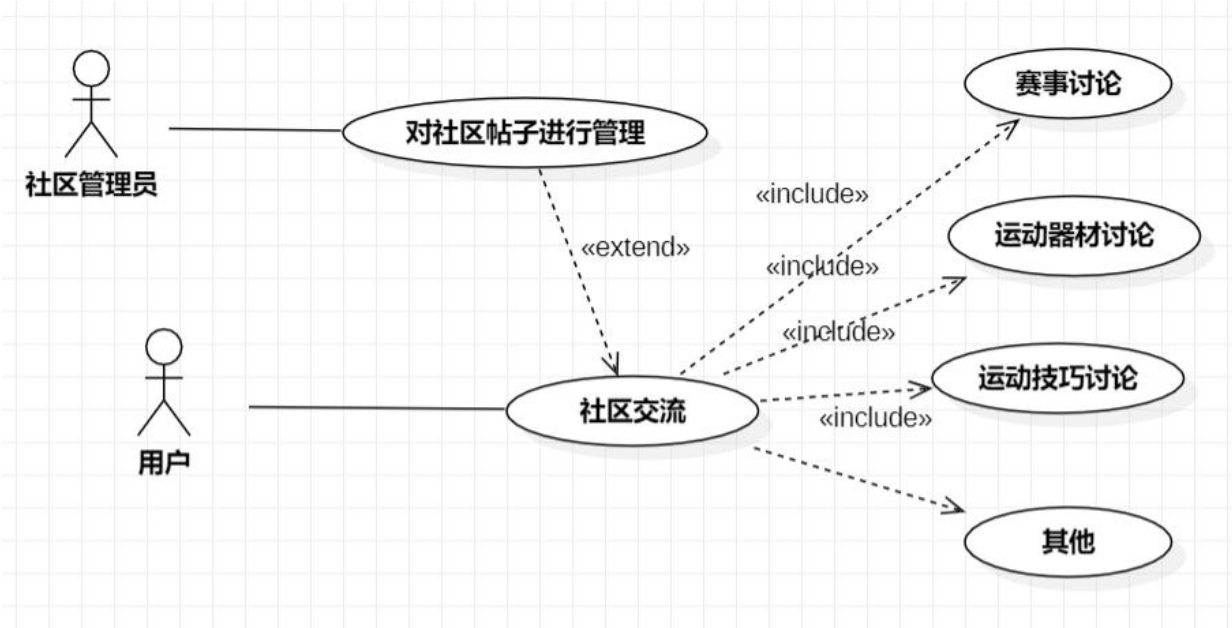 赛事讨论
对社区帖子进行管理
社区管理员
«include»
运动器材讨论
«extend»
«include»
«include»
运动技巧讨论
社区交流
«include»
用户
其他